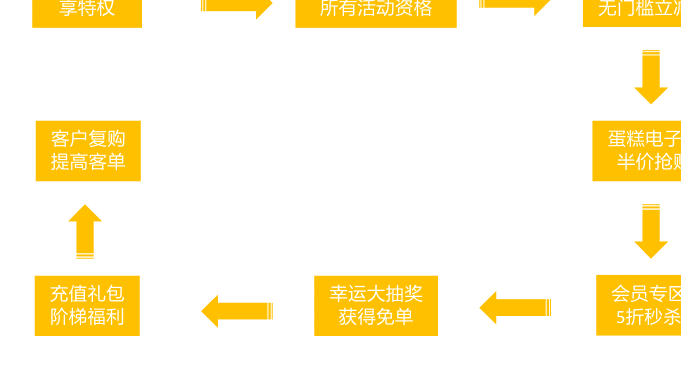 享特权
所有活动资格
无门槛立减
客户复购
提高客单
蛋糕电子
半价抢购
充值礼包
阶梯福利
幸运大抽奖
获得免单
会员专区
5折秒杀